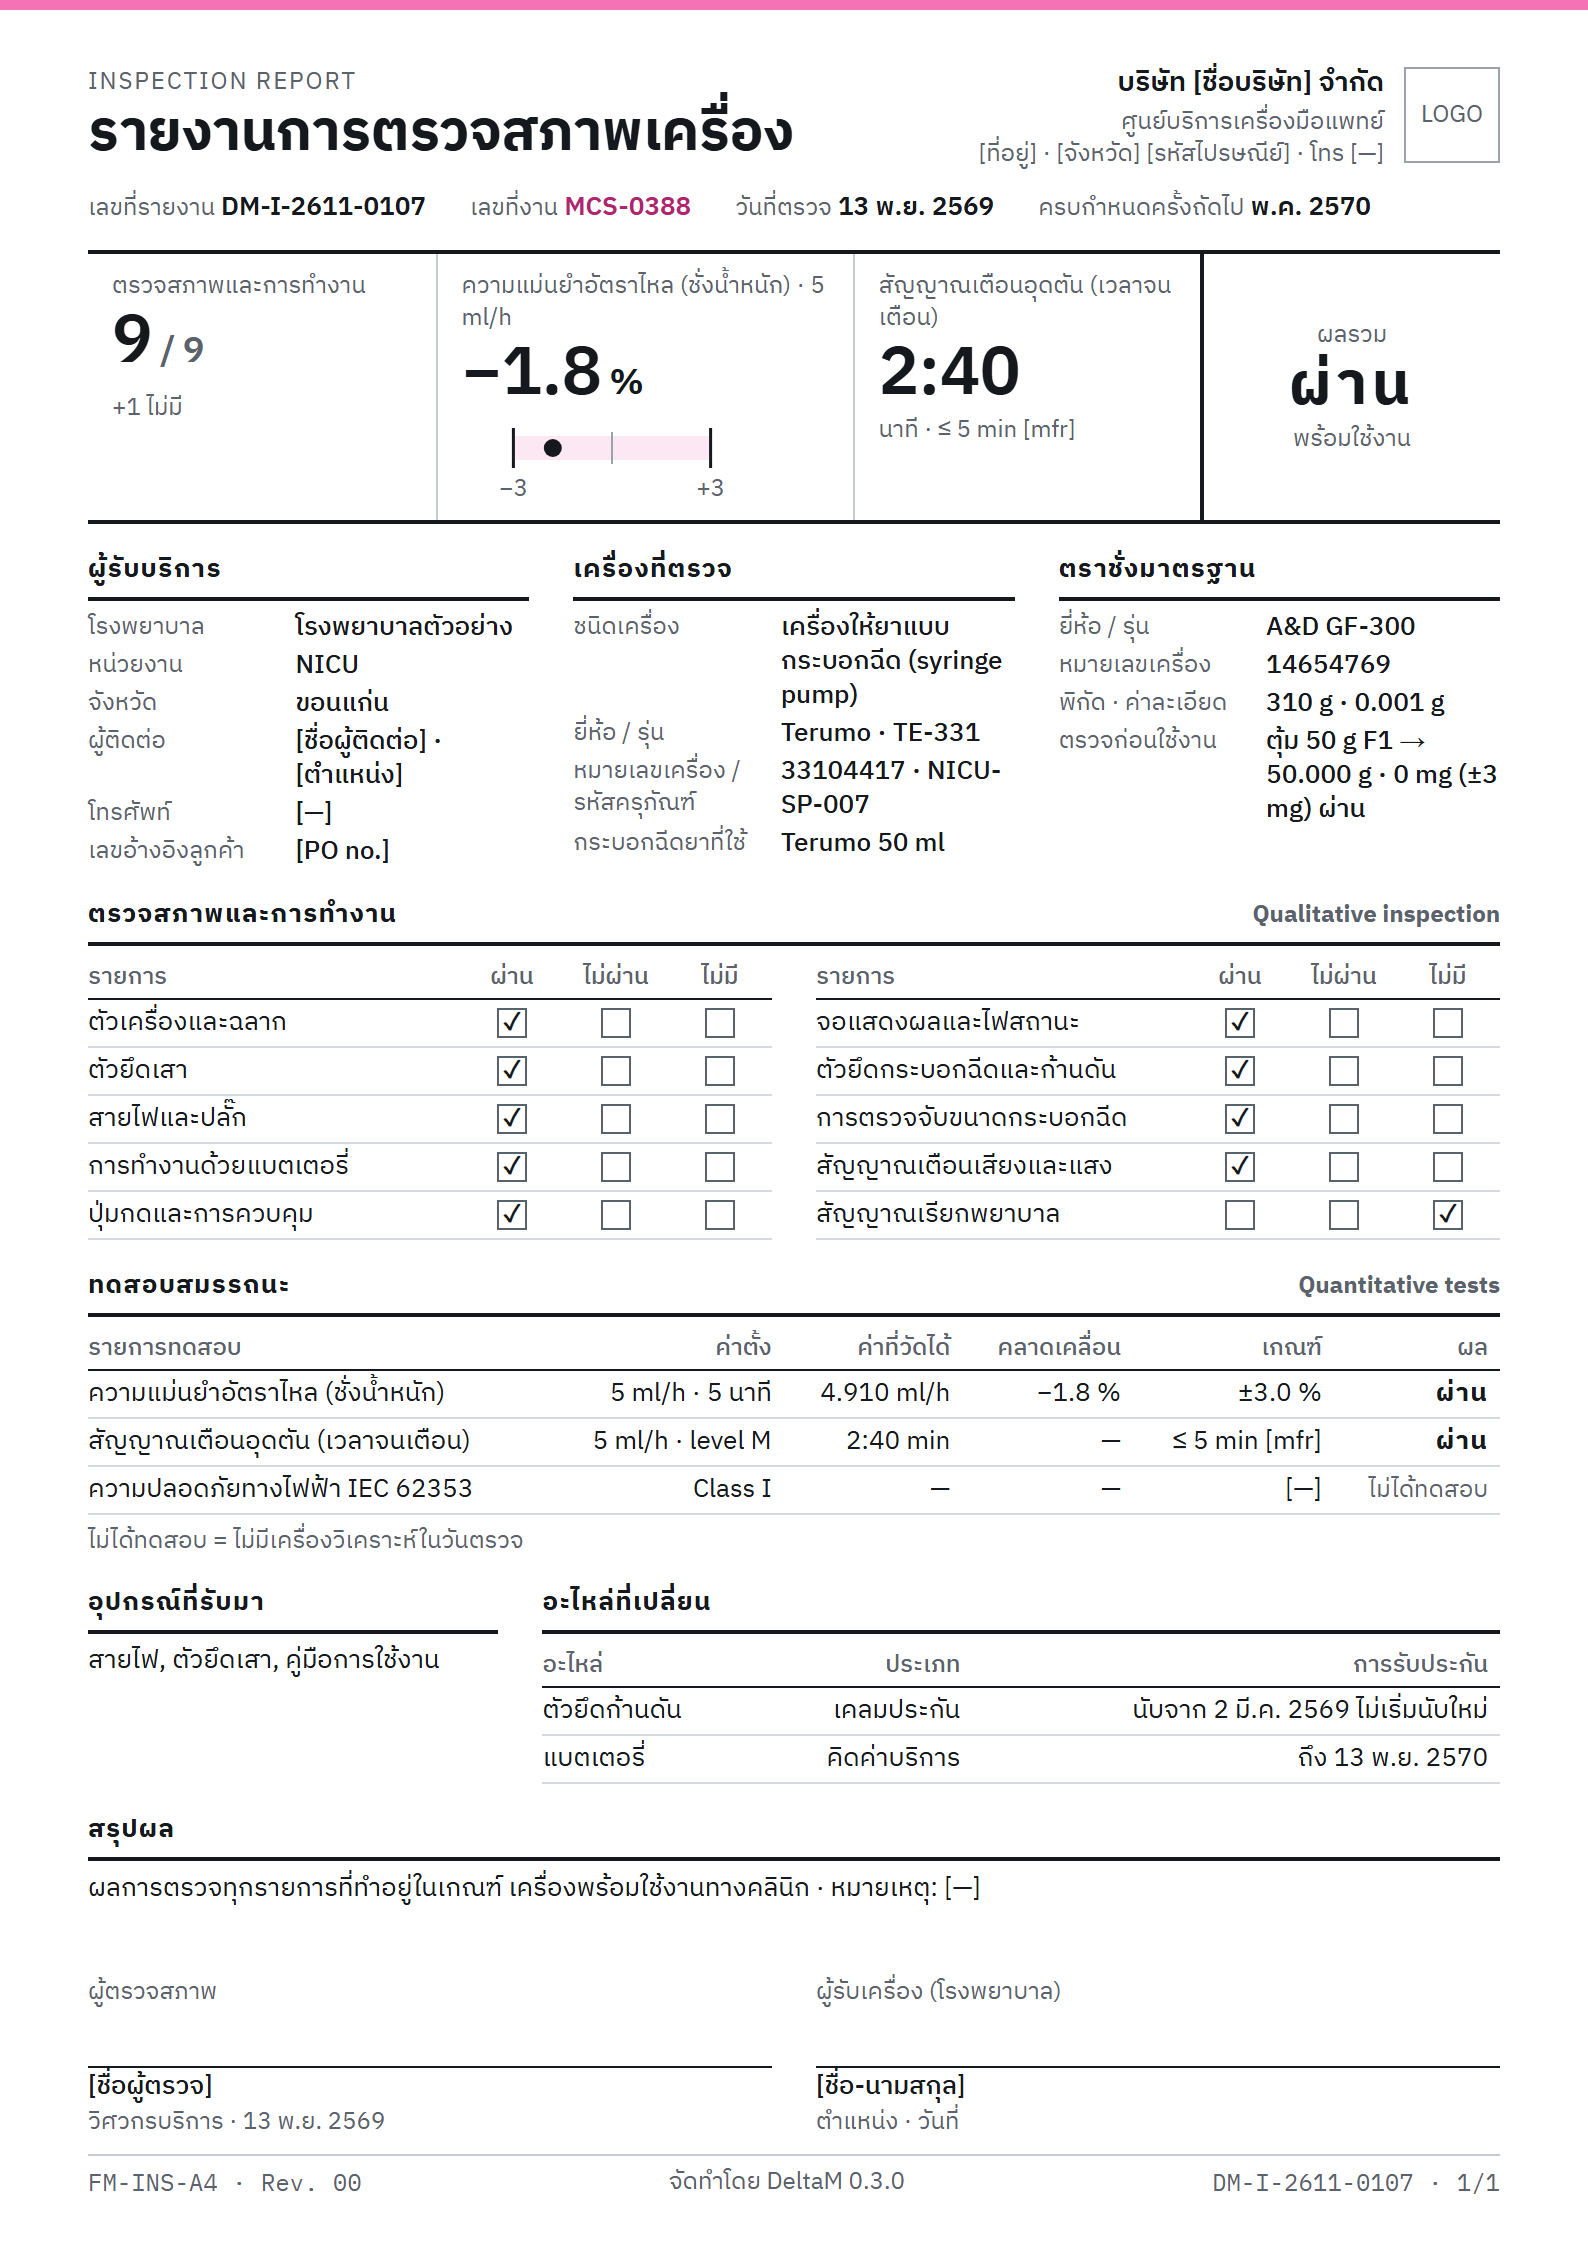 INSPECTION REPORT
รายงานการตรวจสภาพเครื่อง
บริษัท [ชื่อบริษัท] จำกัด
ศูนย์บริการเครื่องมือแพทย์
[ที่อยู่] · [จังหวัด] [รหัสไปรษณีย์] · โทร [—]
LOGO
เลขที่รายงาน DM-I-2611-0107 เลขที่งาน MCS-0388 วันที่ตรวจ 13 พ.ย. 2569 ครบกำหนดครั้งถัดไป พ.ค. 2570
ตรวจสภาพและการทำงาน
9 / 9
+1 ไม่มี
ความแม่นยำอัตราไหล (ชั่งน้ำหนัก) · 5
ml/h
−1.8 %
−3 +3
สัญญาณเตือนอุดตัน (เวลาจน
เตือน)
2:40
นาที · ≤ 5 min [mfr]
ผลรวม
ผ่าน
พร้อมใช้งาน
ผู้รับบริการ
โรงพยาบาล โรงพยาบาลตัวอย่าง
หน่วยงาน NICU
จังหวัด ขอนแก่น
ผู้ติดต่อ [ชื่อผู้ติดต่อ] ·
[ตำแหน่ง]
โทรศัพท์ [—]
เลขอ้างอิงลูกค้า [PO no.]
เครื่องที่ตรวจ
ชนิดเครื่อง เครื่องให้ยาแบบ
กระบอกฉีด (syringe
pump)
ยี่ห้อ / รุ่น Terumo · TE-331
หมายเลขเครื่อง / 33104417 · NICU-
รหัสครุภัณฑ์ SP-007
กระบอกฉีดยาที่ใช้ Terumo 50 ml
ตราชั่งมาตรฐาน
ยี่ห้อ / รุ่น A&D GF-300
หมายเลขเครื่อง 14654769
พิกัด · ค่าละเอียด 310 g · 0.001 g
ตรวจก่อนใช้งาน ตุ้ม 50 g F1 →
50.000 g · 0 mg (±3
mg) ผ่าน
ตรวจสภาพและการทำงาน Qualitative inspection
รายการ ผ่าน ไม่ผ่าน ไม่มี รายการ ผ่าน ไม่ผ่าน ไม่มี
ตัวเครื่องและฉลาก ✓ จอแสดงผลและไฟสถานะ ✓
ตัวยึดเสา ✓ ตัวยึดกระบอกฉีดและก้านดัน ✓
สายไฟและปลั๊ก ✓ การตรวจจับขนาดกระบอกฉีด ✓
การทำงานด้วยแบตเตอรี่ ✓ สัญญาณเตือนเสียงและแสง ✓
ปุ่มกดและการควบคุม ✓ สัญญาณเรียกพยาบาล ✓
ทดสอบสมรรถนะ Quantitative tests
รายการทดสอบ ค่าตั้ง ค่าที่วัดได้ คลาดเคลื่อน เกณฑ์ ผล
ความแม่นยำอัตราไหล (ชั่งน้ำหนัก) 5 ml/h · 5 นาที 4.910 ml/h −1.8 % ±3.0 % ผ่าน
สัญญาณเตือนอุดตัน (เวลาจนเตือน) 5 ml/h · level M 2:40 min — ≤ 5 min [mfr] ผ่าน
ความปลอดภัยทางไฟฟ้า IEC 62353 Class I — — [—] ไม่ได้ทดสอบ
ไม่ได้ทดสอบ = ไม่มีเครื่องวิเคราะห์ในวันตรวจ
อุปกรณ์ที่รับมา
สายไฟ, ตัวยึดเสา, คู่มือการใช้งาน
อะไหล่ที่เปลี่ยน
อะไหล่ ประเภท การรับประกัน
ตัวยึดก้านดัน เคลมประกัน นับจาก 2 มี.ค. 2569 ไม่เริ่มนับใหม่
แบตเตอรี่ คิดค่าบริการ ถึง 13 พ.ย. 2570
สรุปผล
ผลการตรวจทุกรายการที่ทำอยู่ในเกณฑ์ เครื่องพร้อมใช้งานทางคลินิก · หมายเหตุ: [—]
ผู้ตรวจสภาพ ผู้รับเครื่อง (โรงพยาบาล)
[ชื่อผู้ตรวจ] [ชื่อ-นามสกุล]
วิศวกรบริการ · 13 พ.ย. 2569 ตำแหน่ง · วันที่
FM-INS-A4 · Rev. 00 จัดทำโดย DeltaM 0.3.0 DM-I-2611-0107 · 1/1